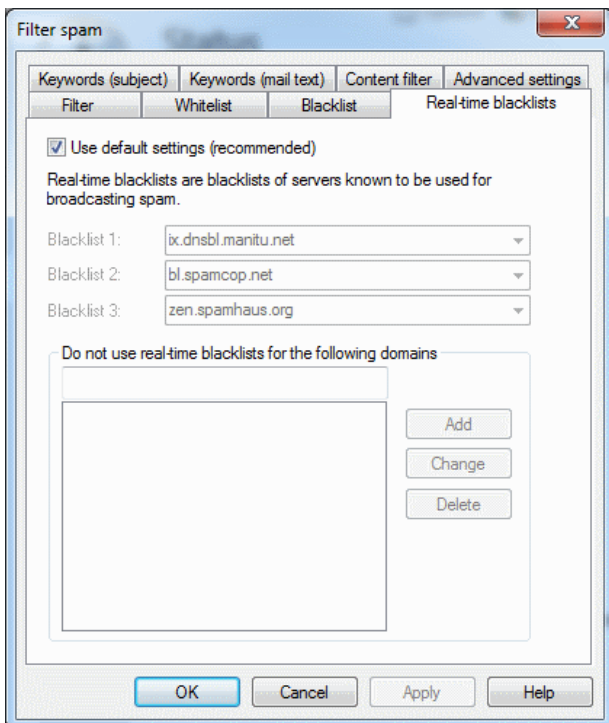 Filter spam
Status
Keywords (subject) Keywords (mail text) Content filter Advanced settings
Filter Whitelist Blacklist Real-time blacklists
Use default settings (recommended)
Real-time blacklists are blacklists of servers known to be used for
broadcasting spam.
Blacklist 1: ix.dnsbl.manitu.net
Blacklist 2: bl.spamcop.net
Blacklist 3: zen.spamhaus.org
Do not use real-time blacklists for the following domains
Add
Change
Delete
OK Cancel Apply Help